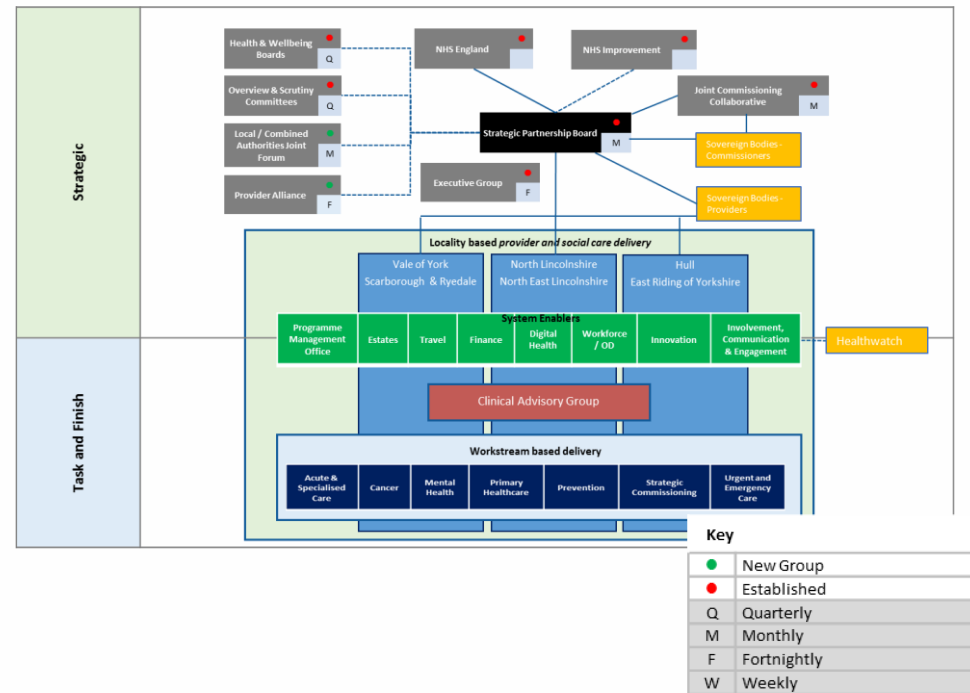 Strategic
Health & Wellbeing
Boards
Q
NHS England
NHS Improvement
Overview & Scrutiny
Committees
Q
Joint Commissioning
Collaborative
M
Local / Combined
Authorities Joint
Forum
M
Strategic Partnership Board
M
Sovereign Bodies -
Commissioners
Provider Alliance
F
Executive Group
F
Sovereign Bodies -
Providers
Locality based provider and social care delivery
Vale of York
Scarborough & Ryedale
North Lincolnshire
North East Lincolnshire
Hull
East Riding of Yorkshire
System Enablers
Programme
Management
Office
Estates
Travel
Finance
Digital
Health
Workforce
/ OD
Innovation
Involvement,
Communication
& Engagement
Healthwatch
Task and Finish
Clinical Advisory Group
Workstream based delivery
Acute &
Specialised
Care
Cancer
Mental
Health
Primary
Healthcare
Prevention
Strategic
Commissioning
Urgent and
Emergency
Care
Key
New Group
Established
Q Quarterly
M Monthly
F Fortnightly
W Weekly